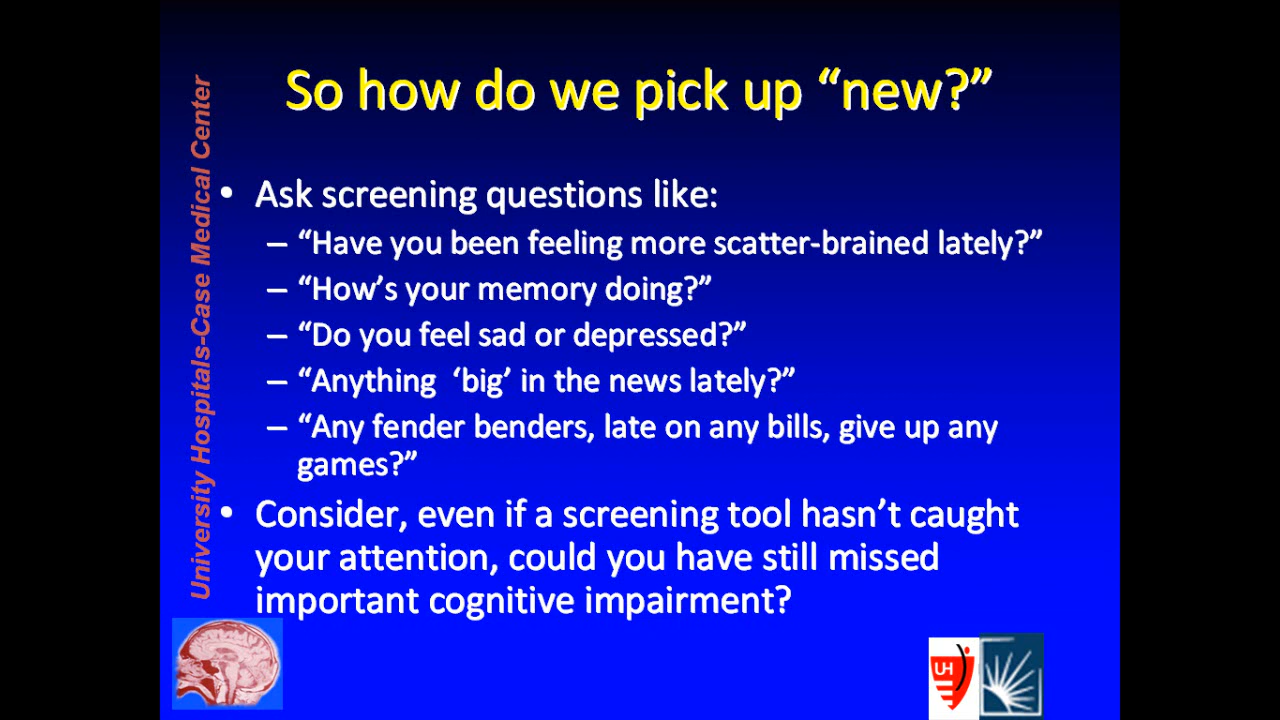 So how do we pick up “new?”
University Hospitals-Case Medical Center
• Ask screening questions like:
– “Have you been feeling more scatter-brained lately?”
– “How’s your memory doing?”
– “Do you feel sad or depressed?”
– “Anything  ‘big’ in the news lately?”
– “Any fender benders, late on any bills, give up any
games?”
• Consider, even if a screening tool hasn’t caught
your attention, could you have still missed
important cognitive impairment?
UH